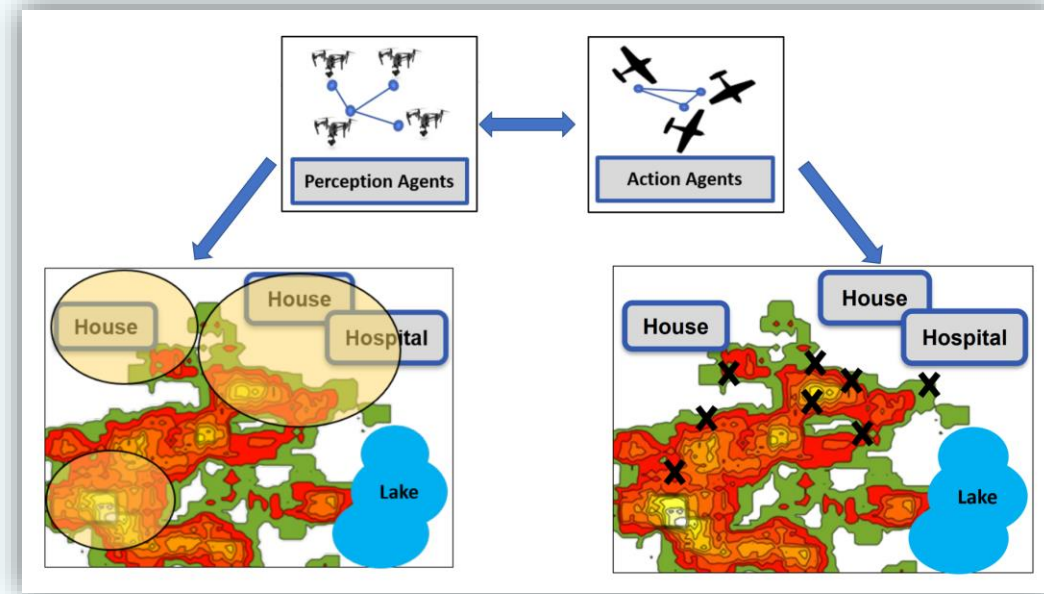 Perception Agents
Action Agents
House
House
Hospital
Lake
House
House
Hospital
Lake